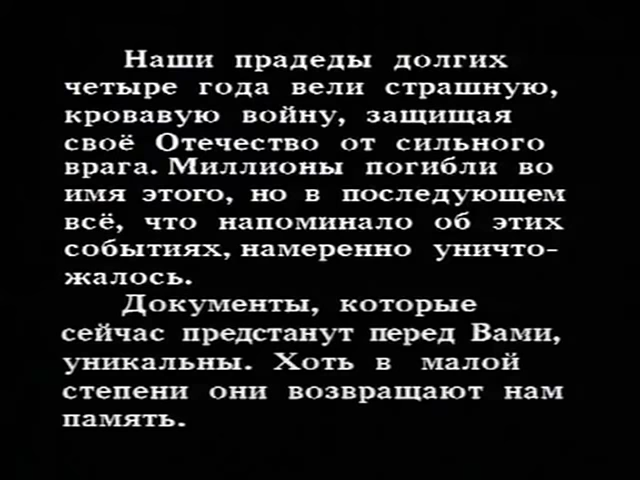 Наши прадеды долгих
четыре года вели страшную,
кровавую войну, защищая
своё Отечество от сильного
врага. Миллионы погибли во
имя этого, но в последующем
всё, что напоминало об этих
событиях, намеренно уничто-
жалось.
Документы, которые
сейчас предстанут перед Вами,
уникальны. Хоть в малой
степени они возвращают нам
память.